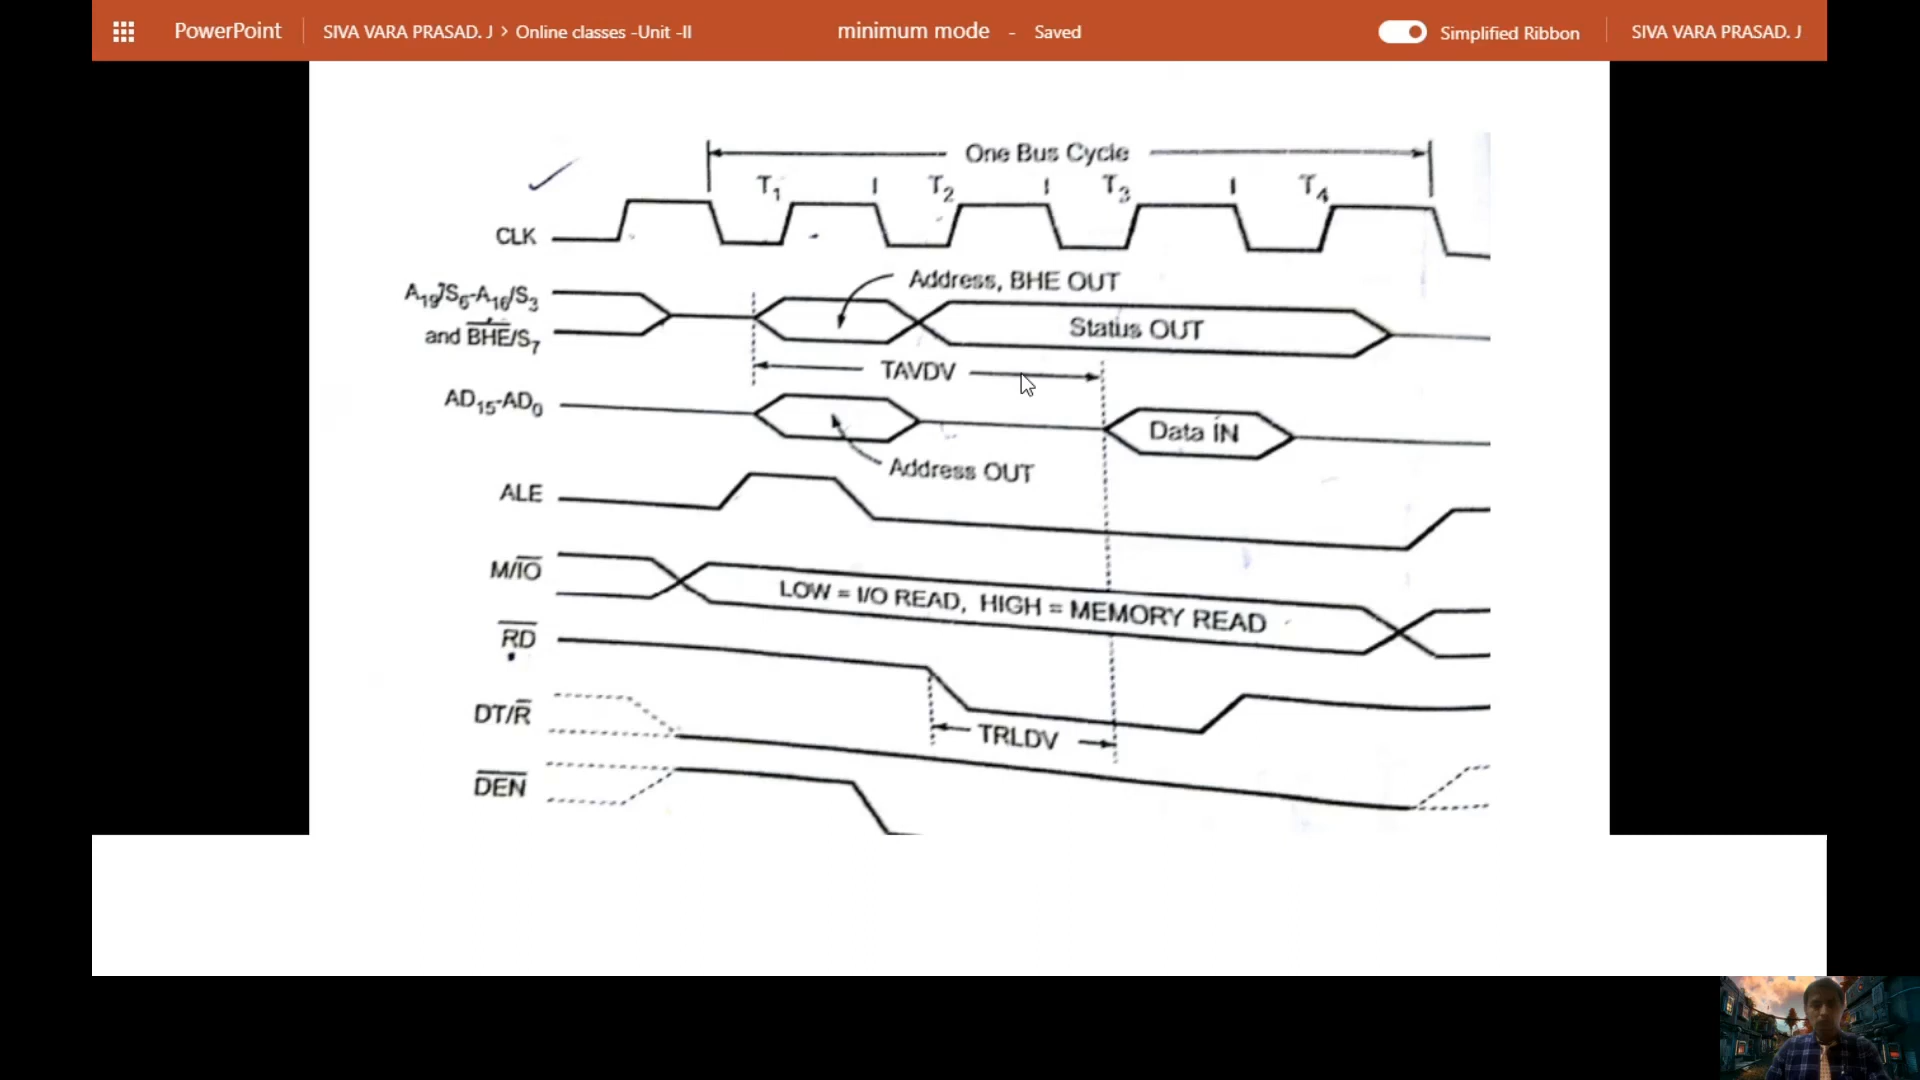 PowerPoint SIVA VARA PRASAD. J > Online classes -Unit -II minimum mode - Saved Simplified Ribbon SIVA VARA PRASAD. J
One Bus Cycle
T1 T2 T3 T4
CLK
Address, BHE OUT
A19/S6-A16/S3
and BHE/S7
Status OUT
TAVDV
AD15-AD0
Data IN
Address OUT
ALE
M/IO
LOW = I/O READ, HIGH = MEMORY READ
RD
DT/R
TRLDV
DEN